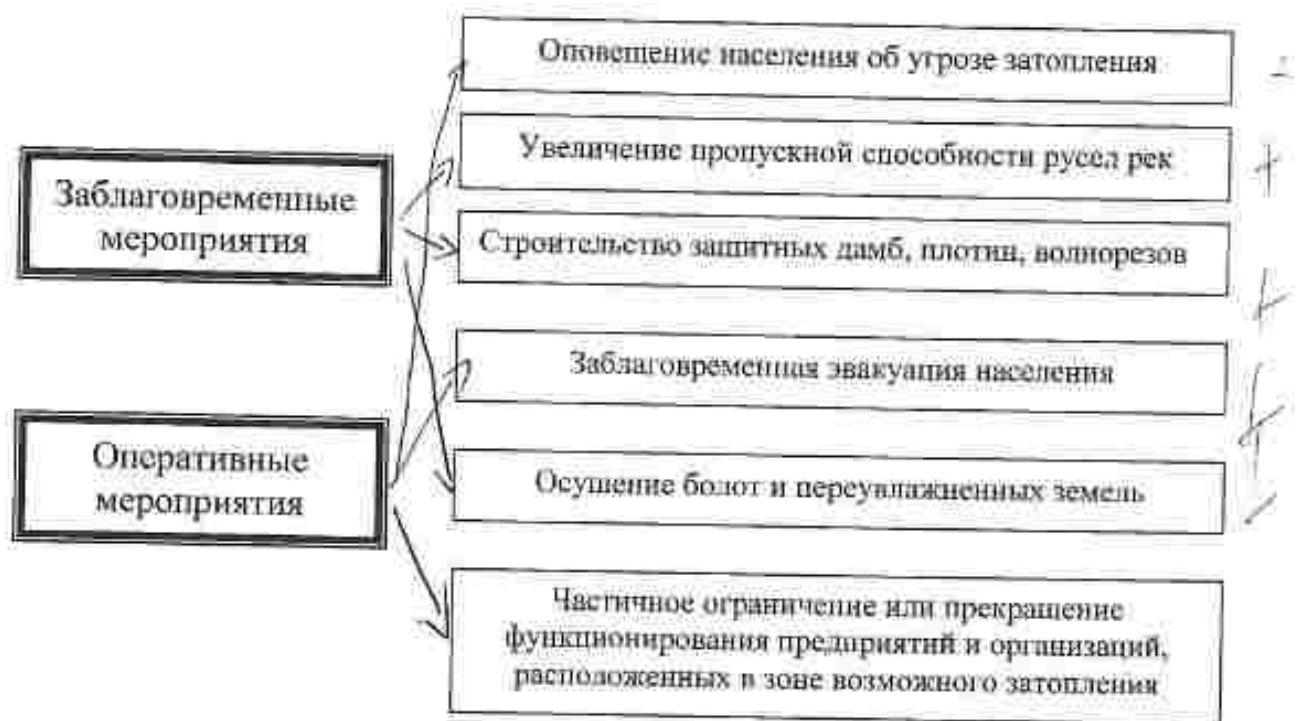 Оповещение населения об угрозе затопления
Увеличение пропускной способности русел рек
Заблаговременные
мероприятия
Строительство защитных дамб, плотин, волнорезов
Заблаговременная эвакуация населения
Оперативные
мероприятия
Осушение болот и переувлажненных земель
Частичное ограничение или прекращение
функционирования предприятий и организаций,
расположенных в зоне возможного затопления